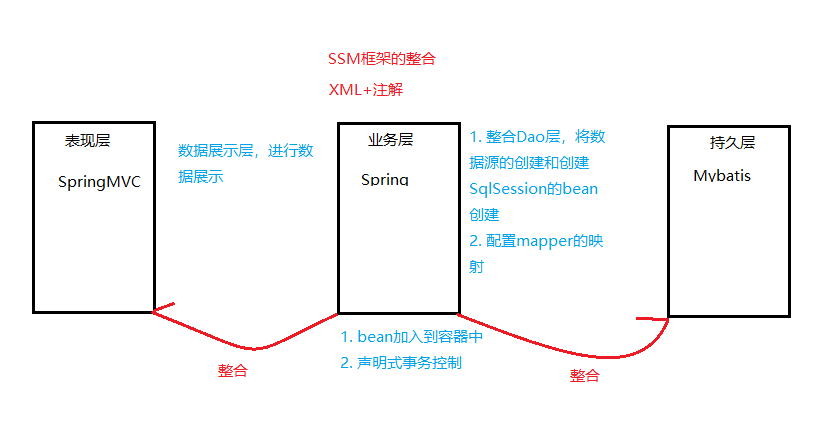 SSM框架的整合
XML+注解
表现层
SpringMVC
数据展示层，进行数
据展示
业务层
Spring
1. 整合Dao层，将数
据源的创建和创建
SqlSession的bean
创建
2. 配置mapper的映
射
持久层
Mybatis
1. bean加入到容器中
2. 声明式事务控制
整合
整合